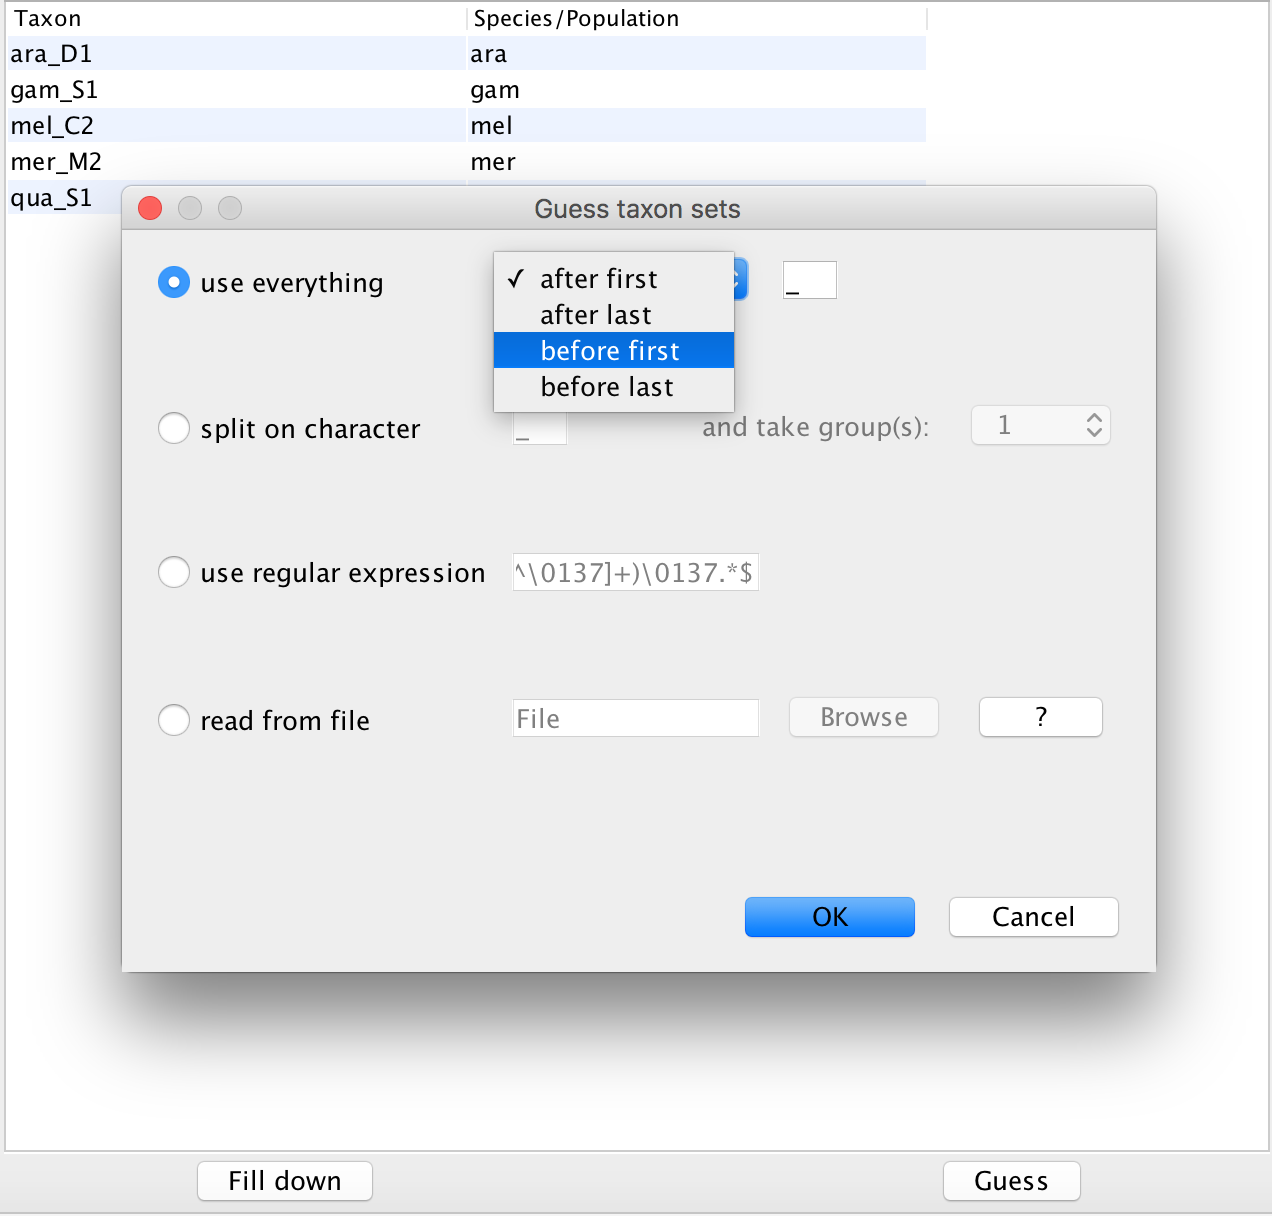 Taxon Species/Population
ara_D1 ara
gam_S1 gam
mel_C2 mel
mer_M2 mer
qua_S1
Guess taxon sets
use everything ✓ after first _
after last
before first
before last
split on character _ and take group(s): 1
use regular expression ^\0137]+)\0137.*$
read from file File Browse ?
OK Cancel
Fill down Guess